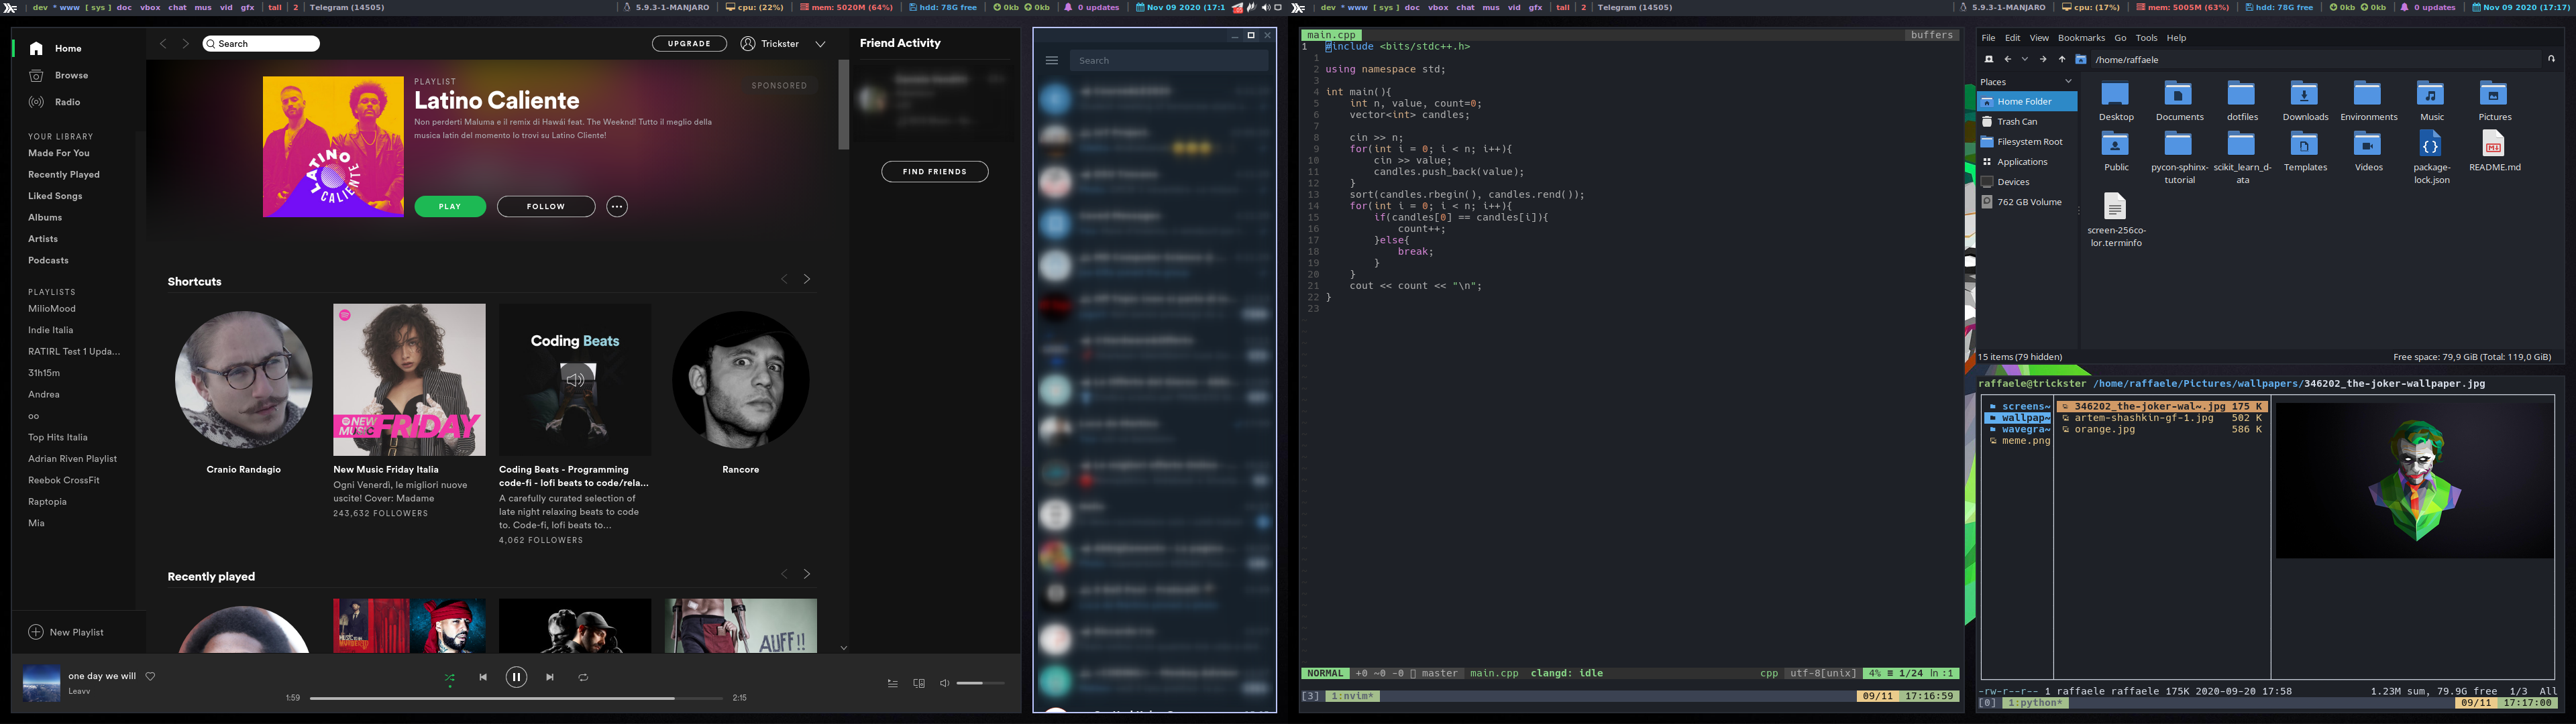 dev * www [ sys ] doc vbox chat mus vid gfx | tall | 2 | Telegram (14505)
5.9.3-1-MANJARO | cpu: (22%) | mem: 5020M (64%) | hdd: 78G free | 0kb 0kb | 0 updates | Nov 09 2020 (17:1
dev * www [ sys ] doc vbox chat mus vid gfx | tall | 2 | Telegram (14505)
5.9.3-1-MANJARO | cpu: (17%) | mem: 5005M (63%) | hdd: 78G free | 0kb 0kb | 0 updates | Nov 09 2020 (17:17)
Home
Browse
Radio
YOUR LIBRARY
Made For You
Recently Played
Liked Songs
Albums
Artists
Podcasts
PLAYLISTS
MilioMood
Indie Italia
RATIRL Test 1 Upda...
31h15m
Andrea
oo
Top Hits Italia
Adrian Riven Playlist
Reebok CrossFit
Raptopia
Mia
New Playlist
Search
UPGRADE
Trickster
LATINO CALIENTE
PLAYLIST
SPONSORED
Latino Caliente
Non perderti Maluma e il remix di Hawái feat. The Weeknd! Tutto il meglio della
musica latin del momento lo trovi su Latino Cliente!
PLAY
FOLLOW
Shortcuts
Cranio Randagio
NEW MUSIC FRIDAY
New Music Friday Italia
Ogni Venerdì, le migliori nuove
uscite! Cover: Madame
243,632 FOLLOWERS
Coding Beats
Coding Beats - Programming
code-fi - lofi beats to code/rela...
A carefully curated selection of
late night relaxing beats to code
to. Code-fi, lofi beats to...
4,062 FOLLOWERS
Rancore
Recently played
AUFF!!
one day we will
Leavv
1:59
2:15
Friend Activity
FIND FRIENDS
Search
main.cpp
buffers
1 #include <bits/stdc++.h>
1
2 using namespace std;
3
4 int main(){
5 int n, value, count=0;
6 vector<int> candles;
7
8 cin >> n;
9 for(int i = 0; i < n; i++){
10 cin >> value;
11 candles.push_back(value);
12 }
13 sort(candles.rbegin(), candles.rend());
14 for(int i = 0; i < n; i++){
15 if(candles[0] == candles[i]){
16 count++;
17 }else{
18 break;
19 }
20 }
21 cout << count << "\n";
22 }
23
NORMAL +0 ~0 -0 master main.cpp clangd: idle
cpp utf-8[unix] 4% ≡ 1/24 ln :1
[3] 1:nvim*
09/11 17:16:59
File Edit View Bookmarks Go Tools Help
/home/raffaele
Places
Home Folder
Trash Can
Filesystem Root
Applications
Devices
762 GB Volume
Desktop
Documents
dotfiles
Downloads
Environments
Music
Pictures
Public
pycon-sphinx-
tutorial
scikit_learn_d-
ata
Templates
Videos
package-
lock.json
README.md
screen-256co-
lor.terminfo
15 items (79 hidden)
Free space: 79,9 GiB (Total: 119,0 GiB)
raffaele@trickster /home/raffaele/Pictures/wallpapers/346202_the-joker-wallpaper.jpg
screens~
wallpap~
wavegra~
meme.png
346202_the-joker-wal~.jpg 175 K
artem-shashkin-gf-1.jpg 502 K
orange.jpg 586 K
-rw-r--r-- 1 raffaele raffaele 175K 2020-09-20 17:58
1.23M sum, 79.9G free 1/3 All
[0] 1:python*
09/11 17:17:00